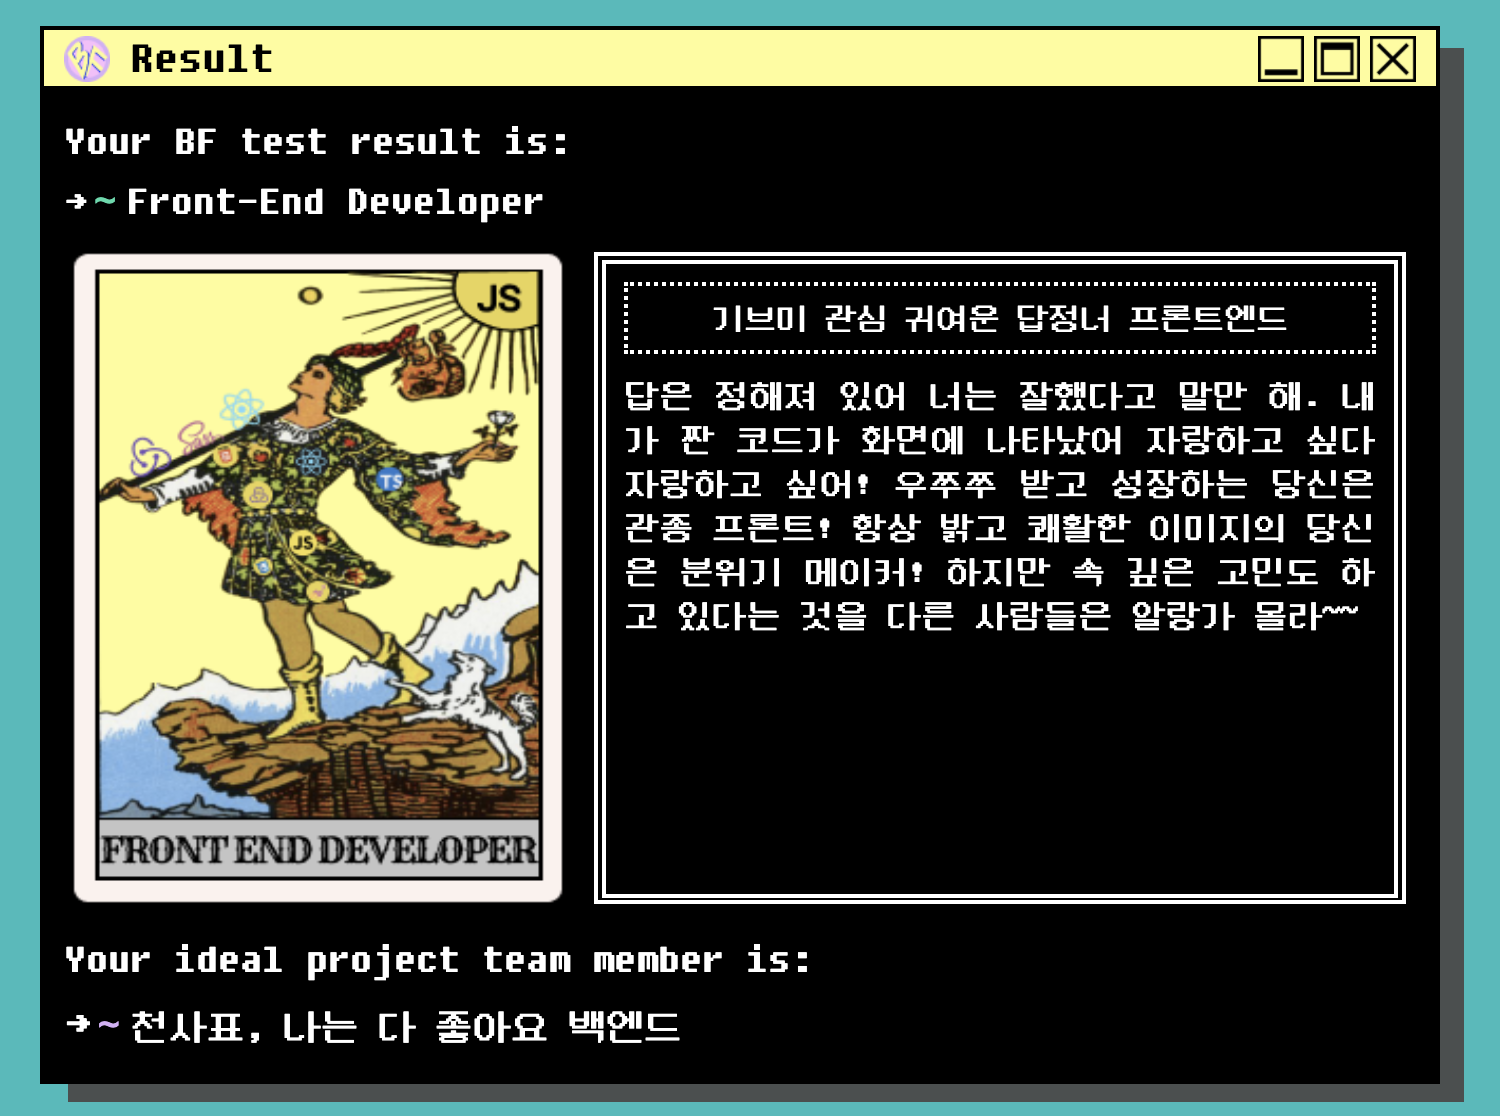 Result
Your BF test result is:
→~Front-End Developer
JS
Sass
TS
JS
FRONT END DEVELOPER
기브미 관심 귀여운 답정너 프론트엔드
답은 정해져 있어 너는 잘했다고 말만 해. 내
가 짠 코드가 화면에 나타났어 자랑하고 싶다
자랑하고 싶어! 우쭈쭈 받고 성장하는 당신은
관종 프론트! 항상 밝고 쾌활한 이미지의 당신
은 분위기 메이커! 하지만 속 깊은 고민도 하
고 있다는 것을 다른 사람들은 알랑가 몰라~~
Your ideal project team member is:
→~천사표, 나는 다 좋아요 백엔드